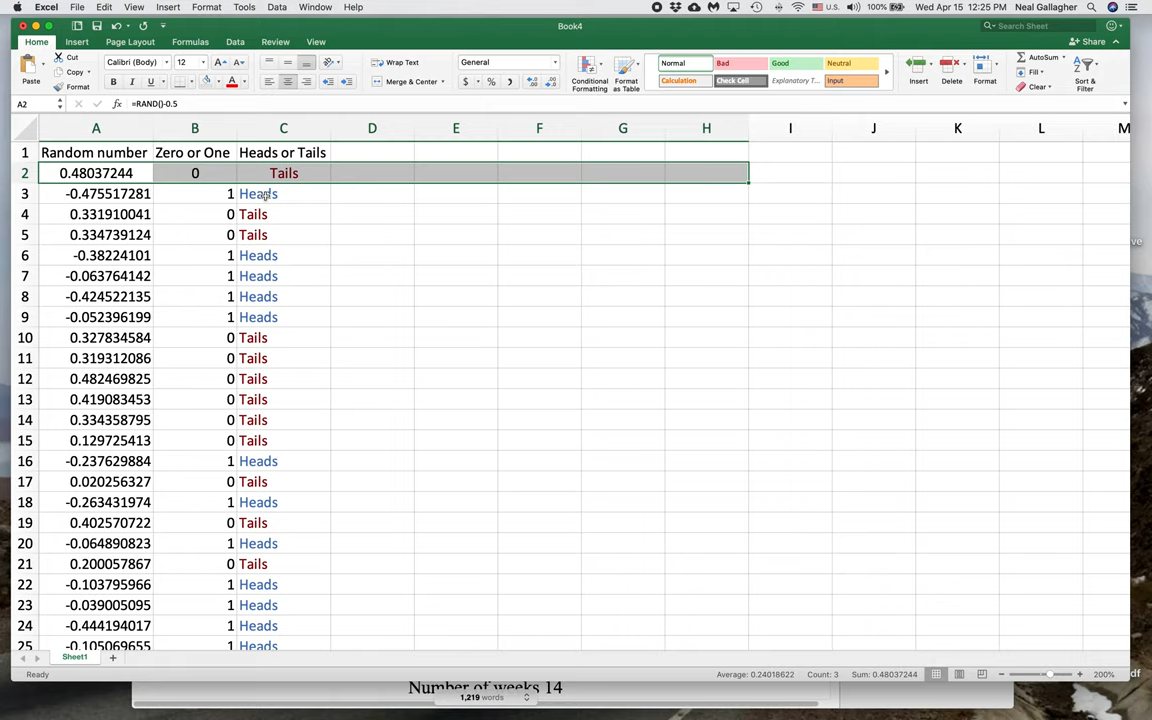 Excel File Edit View Insert Format Tools Data Window Help U.S. 100% Wed Apr 15 12:25 PM Neal Gallagher
Book4 Search Sheet
Home Insert Page Layout Formulas Data Review View Share
Paste Cut Copy Format Calibri (Body) 12 A A B I U A Wrap Text Merge & Center General $ % Conditional Formatting Format as Table Normal Bad Good Neutral Calculation Check Cell Explanatory T... Input Insert Delete Format AutoSum Fill Clear Sort & Filter
A2 fx =RAND()-0.5
A B C D E F G H I J K L M
1 Random number Zero or One Heads or Tails
2 0.48037244 0 Tails
3 -0.475517281 1 Heads
4 0.331910041 0 Tails
5 0.334739124 0 Tails
6 -0.38224101 1 Heads
7 -0.063764142 1 Heads
8 -0.424522135 1 Heads
9 -0.052396199 1 Heads
10 0.327834584 0 Tails
11 0.319312086 0 Tails
12 0.482469825 0 Tails
13 0.419083453 0 Tails
14 0.334358795 0 Tails
15 0.129725413 0 Tails
16 -0.237629884 1 Heads
17 0.020256327 0 Tails
18 -0.263431974 1 Heads
19 0.402570722 0 Tails
20 -0.064890823 1 Heads
21 0.200057867 0 Tails
22 -0.103795966 1 Heads
23 -0.039005095 1 Heads
24 -0.444194017 1 Heads
25 -0.105069655 1 Heads
Sheet1 +
Ready Average: 0.24018622 Count: 3 Sum: 0.48037244 200%
Number of weeks 14
1,219 words